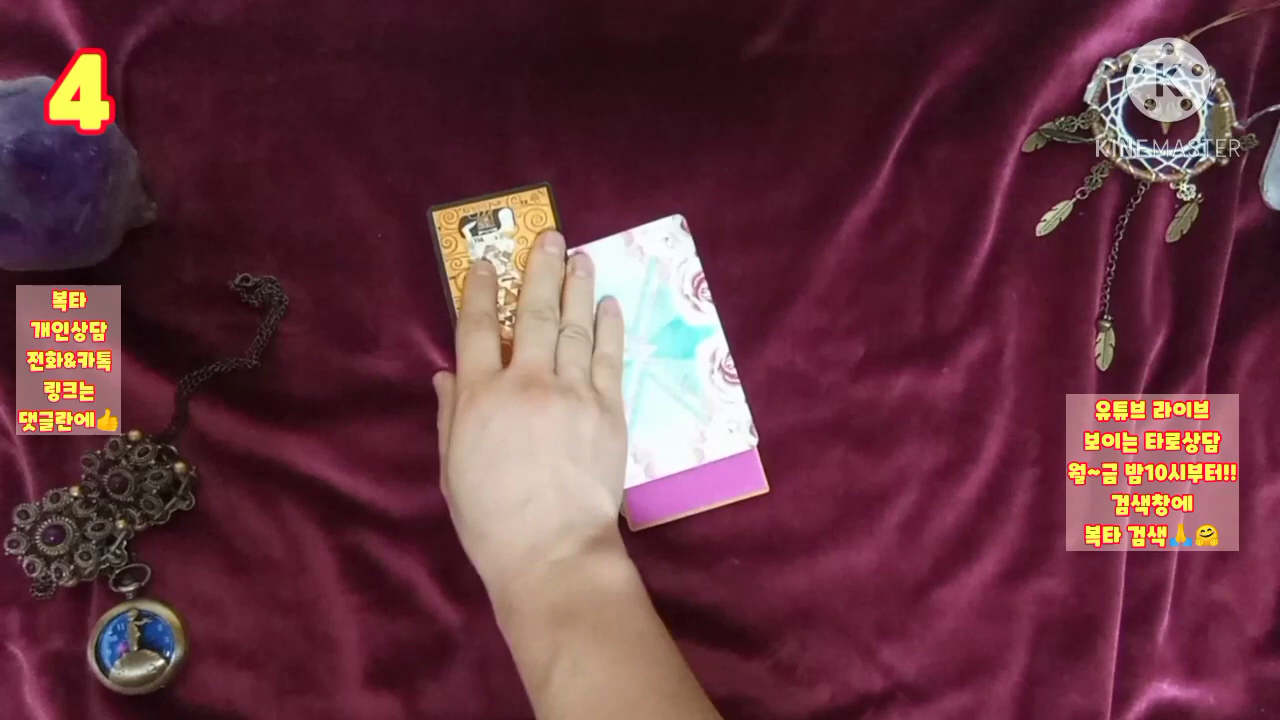 4
KINEMASTER
복타
개인상담
전화&카톡
링크는
댓글란에👍
유튜브 라이브
보이는 타로상담
월~금 밤10시부터!!
검색창에
복타 검색🙏🤗